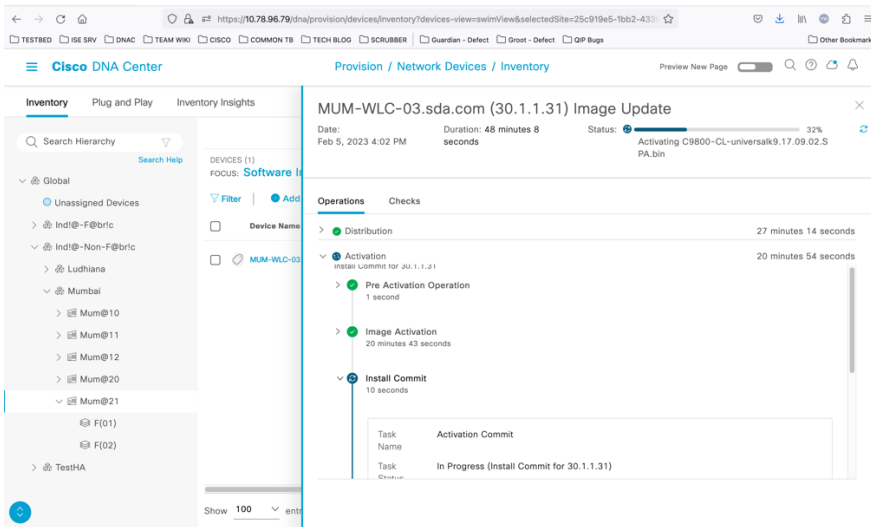 https://10.78.96.79/dna/provision/devices/inventory?devices-view=swimView&selectedSite=25c919e5-1bb2-433
TESTBED ISE SRV DNAC TEAM WIKI CISCO COMMON TB TECH BLOG SCRUBBER Guardian - Defect Groot - Defect QIP Bugs Other Bookmark
Cisco DNA Center Provision / Network Devices / Inventory Preview New Page
Inventory Plug and Play Inventory Insights
MUM-WLC-03.sda.com (30.1.1.31) Image Update
Date: Duration: 48 minutes 8 Status: 32%
Feb 5, 2023 4:02 PM seconds Activating C9800-CL-universalk9.17.09.02.S
PA.bin
Search Hierarchy
Search Help
DEVICES (1)
FOCUS: Software I
Filter Add
Device Name
MUM-WLC-03
Global
Unassigned Devices
Ind!@-F@br!c
Ind!@-Non-F@br!c
Ludhiana
Mumbai
Mum@10
Mum@11
Mum@12
Mum@20
Mum@21
F(01)
F(02)
TestHA
Show 100 entr
Operations Checks
Distribution 27 minutes 14 seconds
Activation 20 minutes 54 seconds
Install Commit for 30.1.1.31
Pre Activation Operation
1 second
Image Activation
20 minutes 43 seconds
Install Commit
10 seconds
Task Activation Commit
Name
Task In Progress (Install Commit for 30.1.1.31)
Status